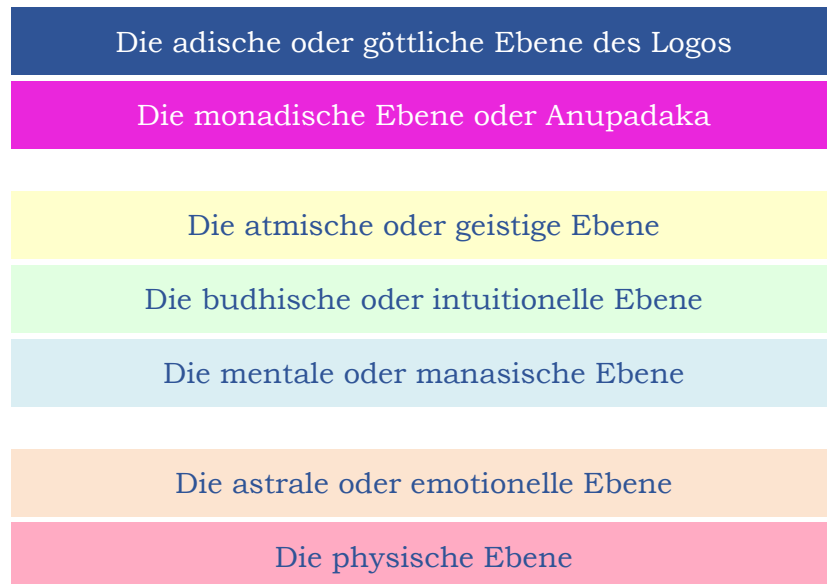 Die adische oder göttliche Ebene des Logos
Die monadische Ebene oder Anupadaka
Die atmische oder geistige Ebene
Die budhische oder intuitionelle Ebene
Die mentale oder manasische Ebene
Die astrale oder emotionelle Ebene
Die physische Ebene